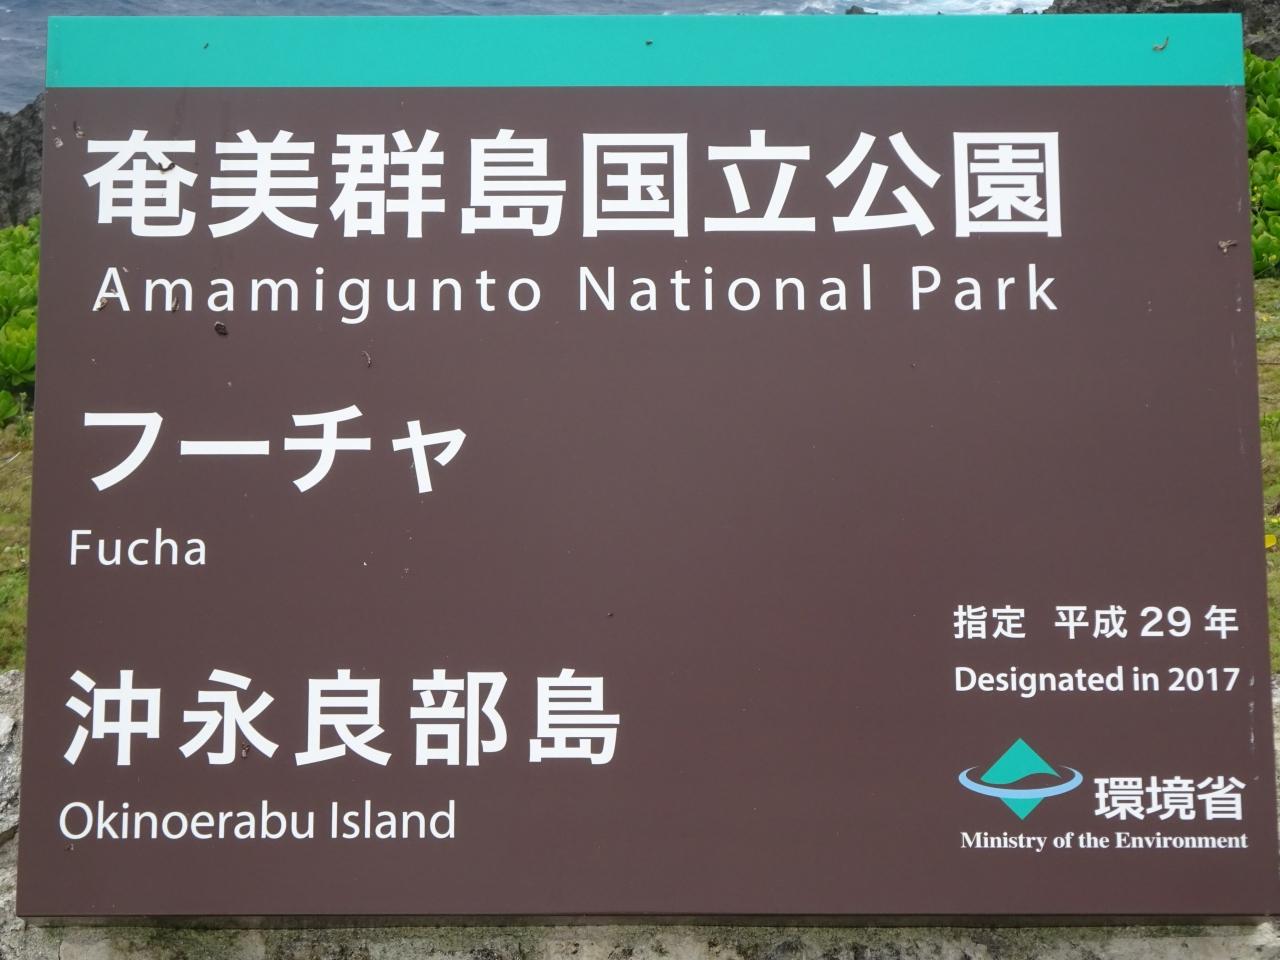 奄美群島国立公園
Amamigunto National Park
フーチャ
Fucha
指定 平成 29 年
Designated in 2017
沖永良部島
Okinoerabu Island
環境省
Ministry of the Environment